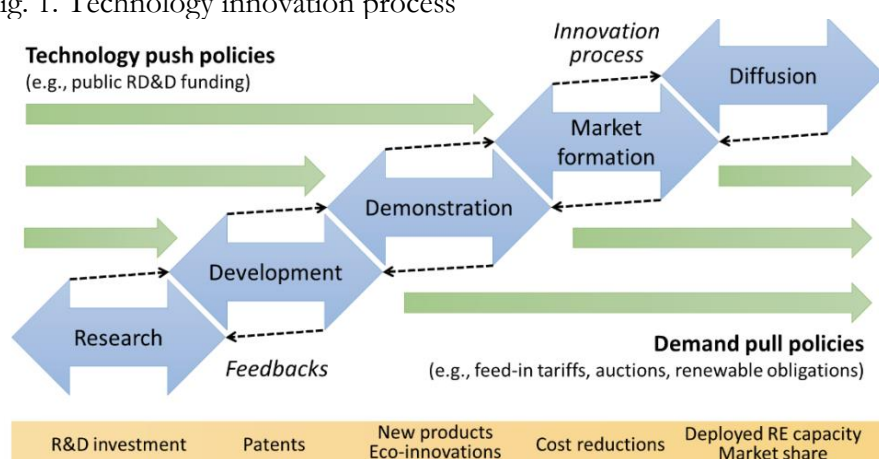 ig. 1. Technology innovation process
Technology push policies
(e.g., public RD&D funding)
Innovation
process
Diffusion
Market
formation
Demonstration
Development
Research
Feedbacks
Demand pull policies
(e.g., feed-in tariffs, auctions, renewable obligations)
R&D investment
Patents
New products
Eco-innovations
Cost reductions
Deployed RE capacity
Market share